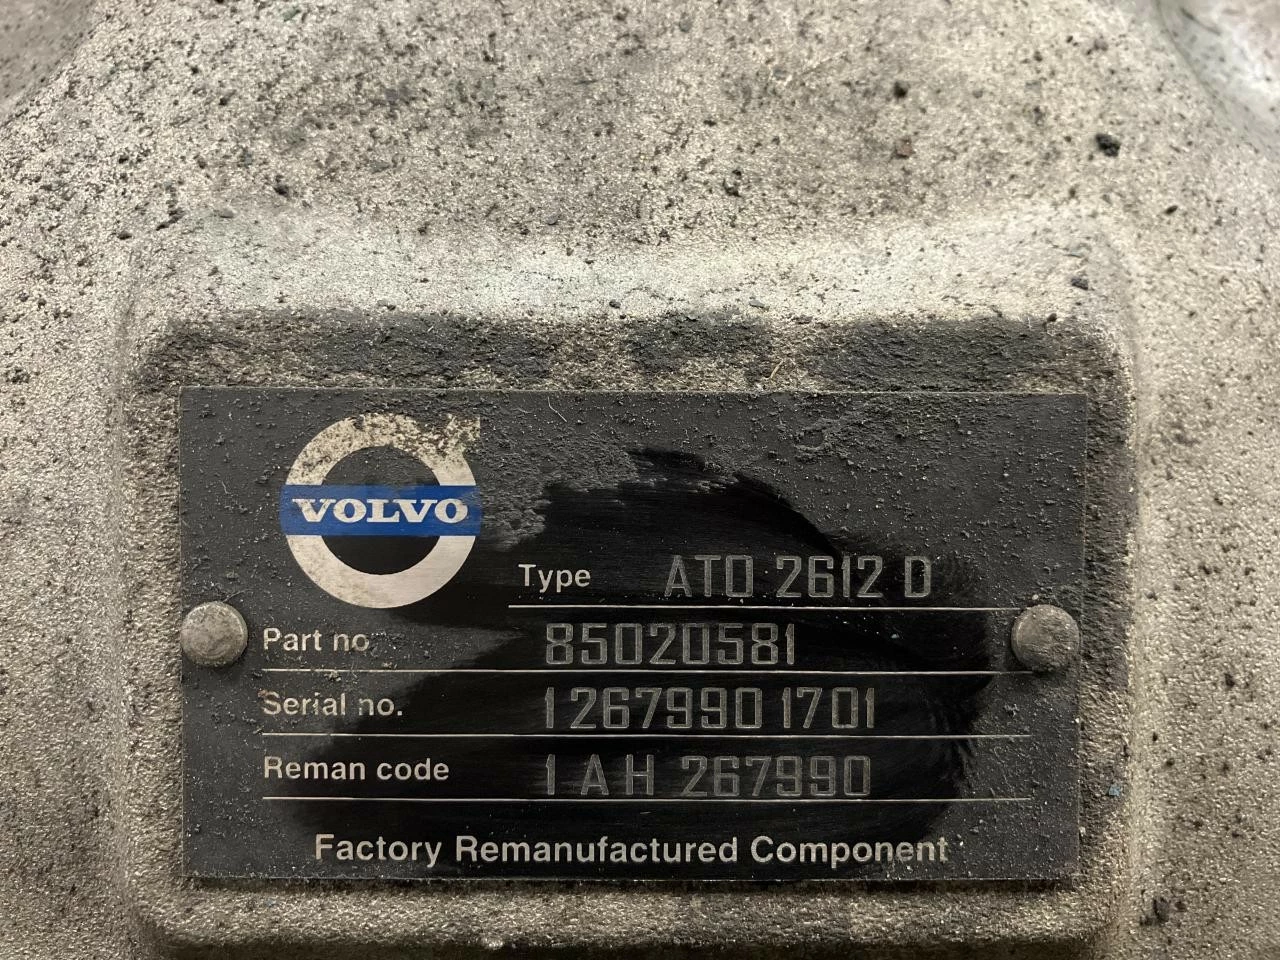 VOLVO
Type ATO 2612 D
Part no 85020581
Serial no. 1267990 1701
Reman code 1 A H 267990
Factory Remanufactured Component